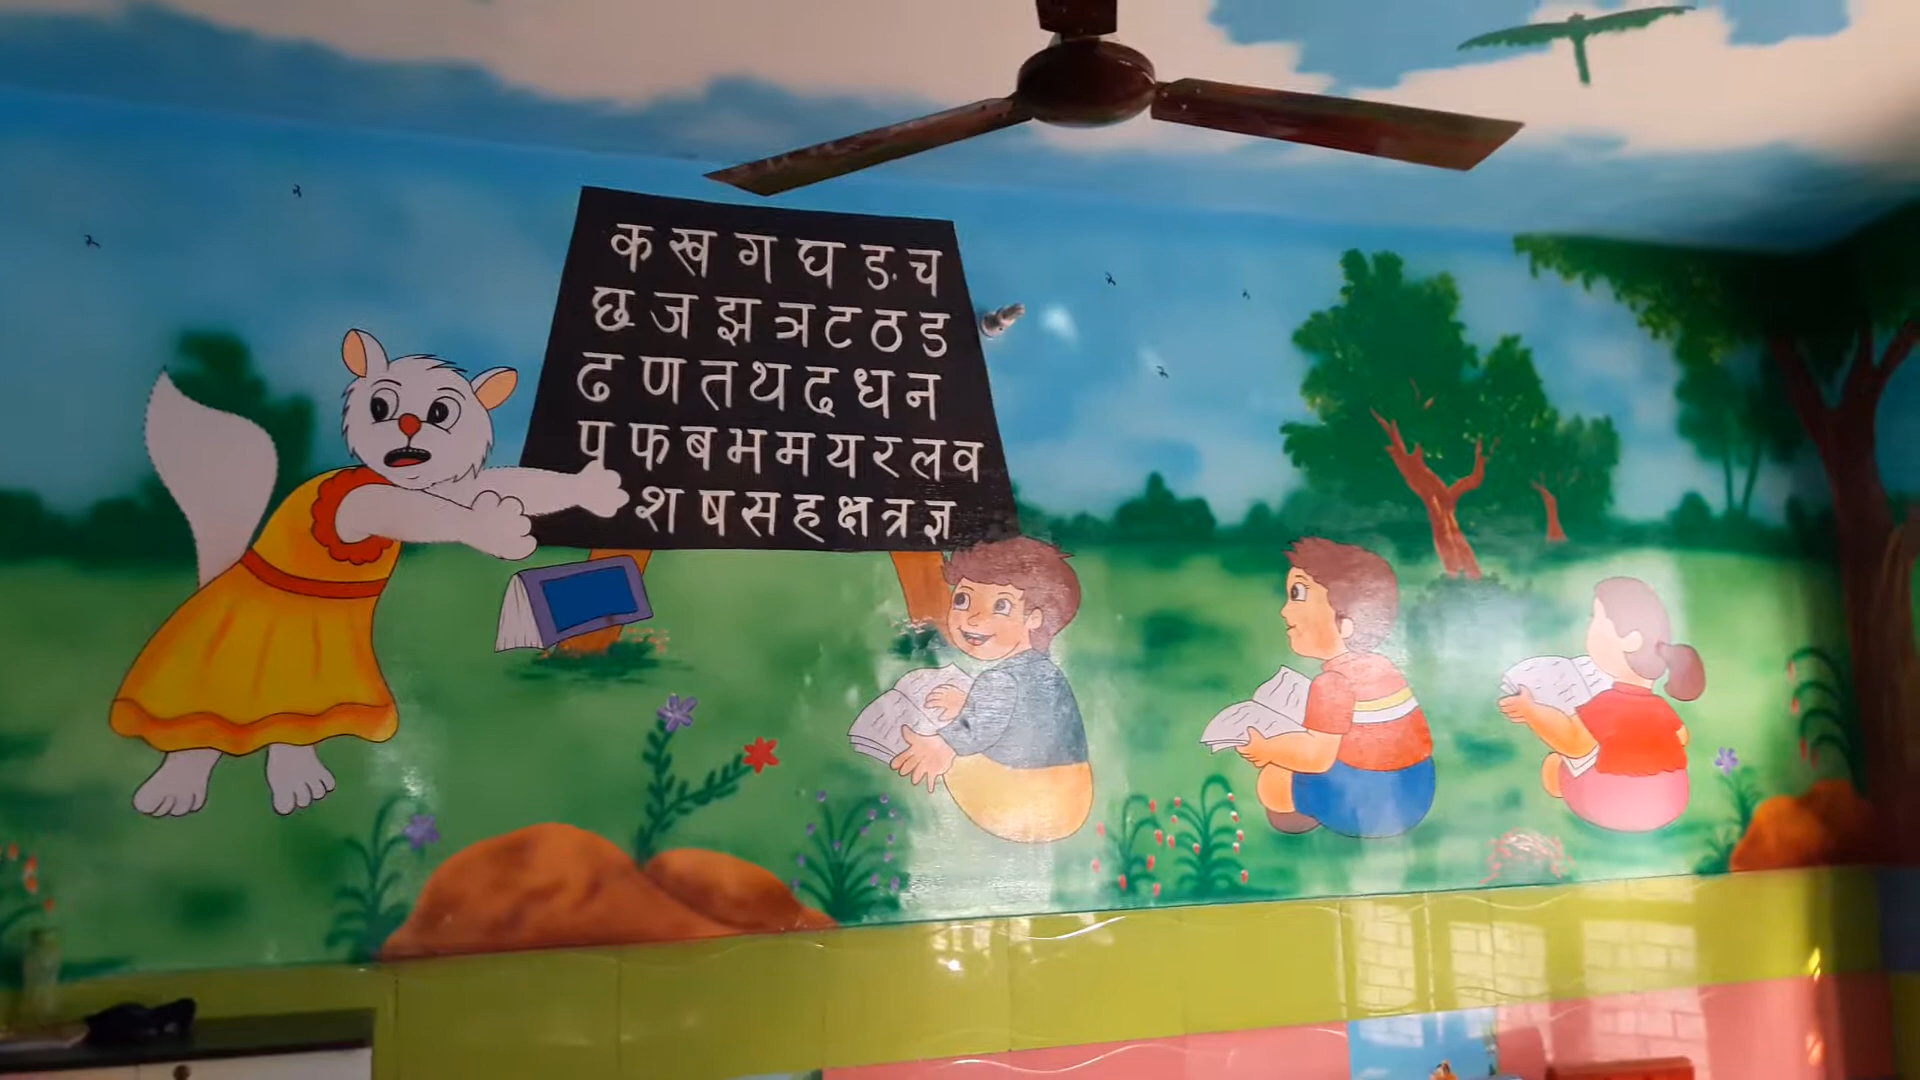 क ख ग घ ङ च
छ ज झ ञ ट ठ ड
ढ ण त थ द ध न
प फ ब भ म य र ल व
श ष स ह क्ष त्र ज्ञ